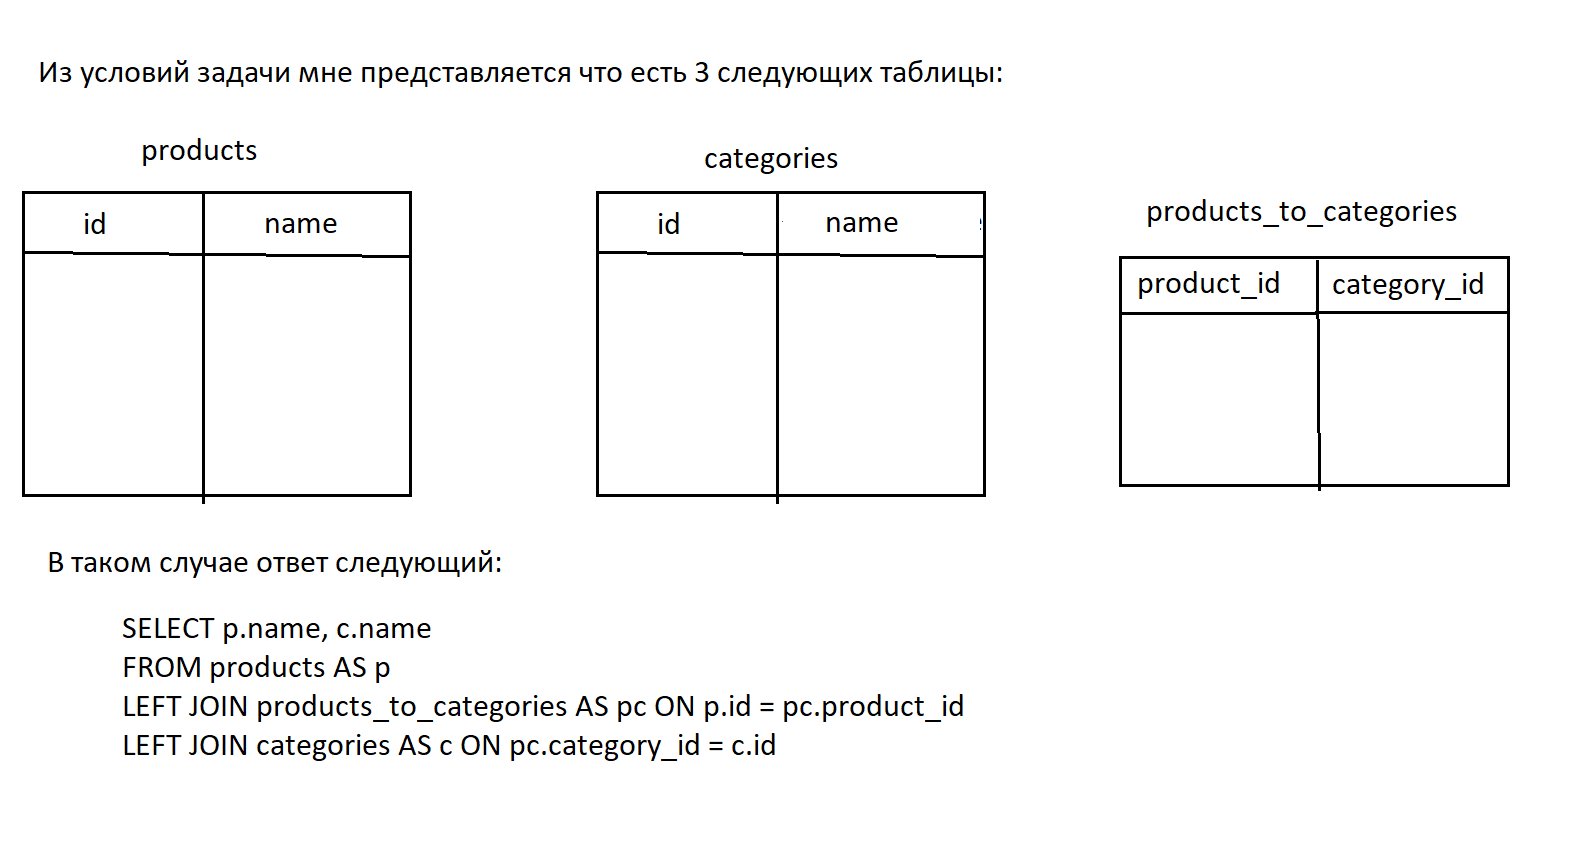 Из условий задачи мне представляется что есть 3 следующих таблицы:
products
id name
categories
id name
products_to_categories
product_id category_id
В таком случае ответ следующий:
SELECT p.name, c.name
FROM products AS p
LEFT JOIN products_to_categories AS pc ON p.id = pc.product_id
LEFT JOIN categories AS c ON pc.category_id = c.id